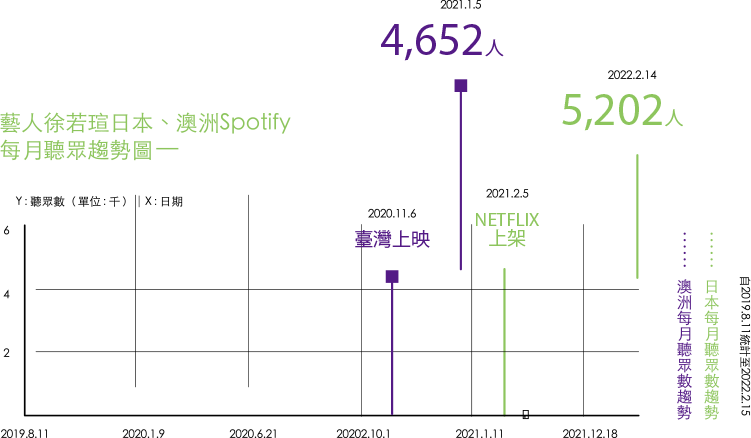 2021.1.5
4,652人
2022.2.14
5,202人
藝人徐若瑄日本、澳洲Spotify
每月聽眾趨勢圖一
Y:聽眾數（單位:千）│X:日期
2020.11.6
臺灣上映
2021.2.5
NETFLIX
上架
6
4
2
2019.8.11
2020.1.9
2020.6.21
20202.10.1
2021.1.11
2021.12.18
澳洲每月聽眾數趨勢
日本每月聽眾數趨勢
自2019.8.11統計至2022.2.15